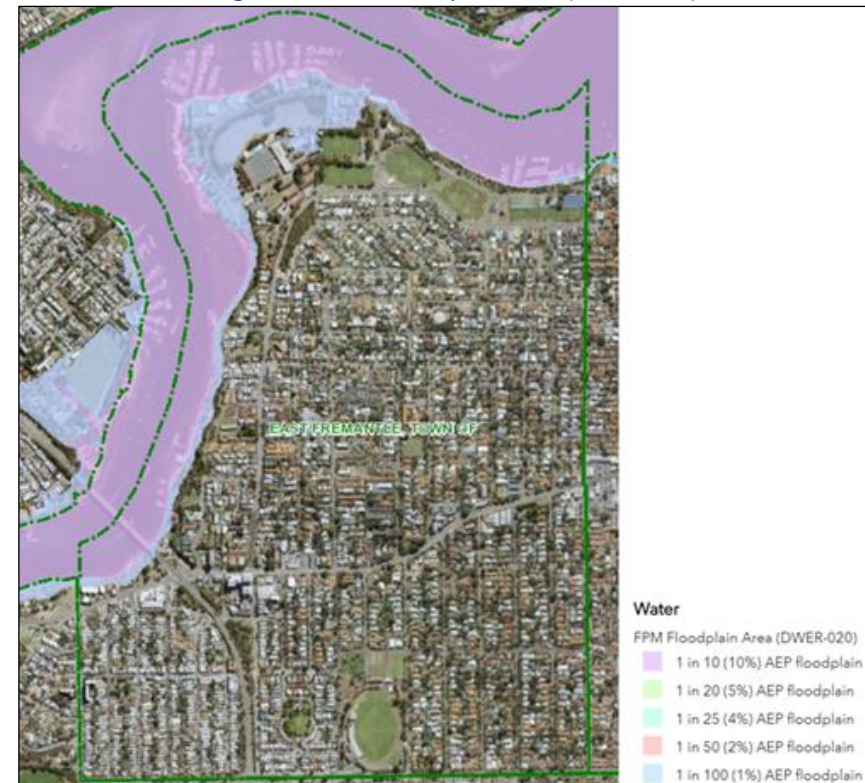 EAST FREMANTLE, TOWN OF
Water
FPM Floodplain Area (DWER-020)
1 in 10 (10%) AEP floodplain
1 in 20 (5%) AEP floodplain
1 in 25 (4%) AEP floodplain
1 in 50 (2%) AEP floodplain
1 in 100 (1%) AEP floodplain